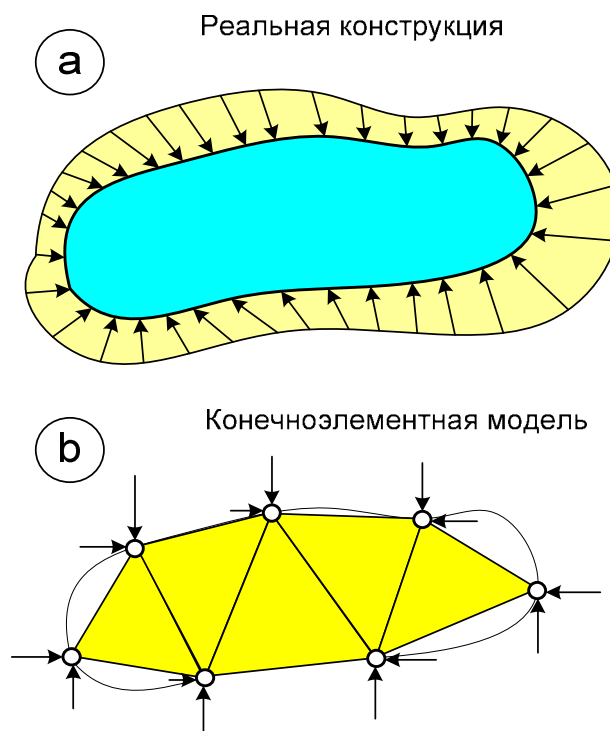 Реальная конструкция
a
Конечноэлементная модель
b